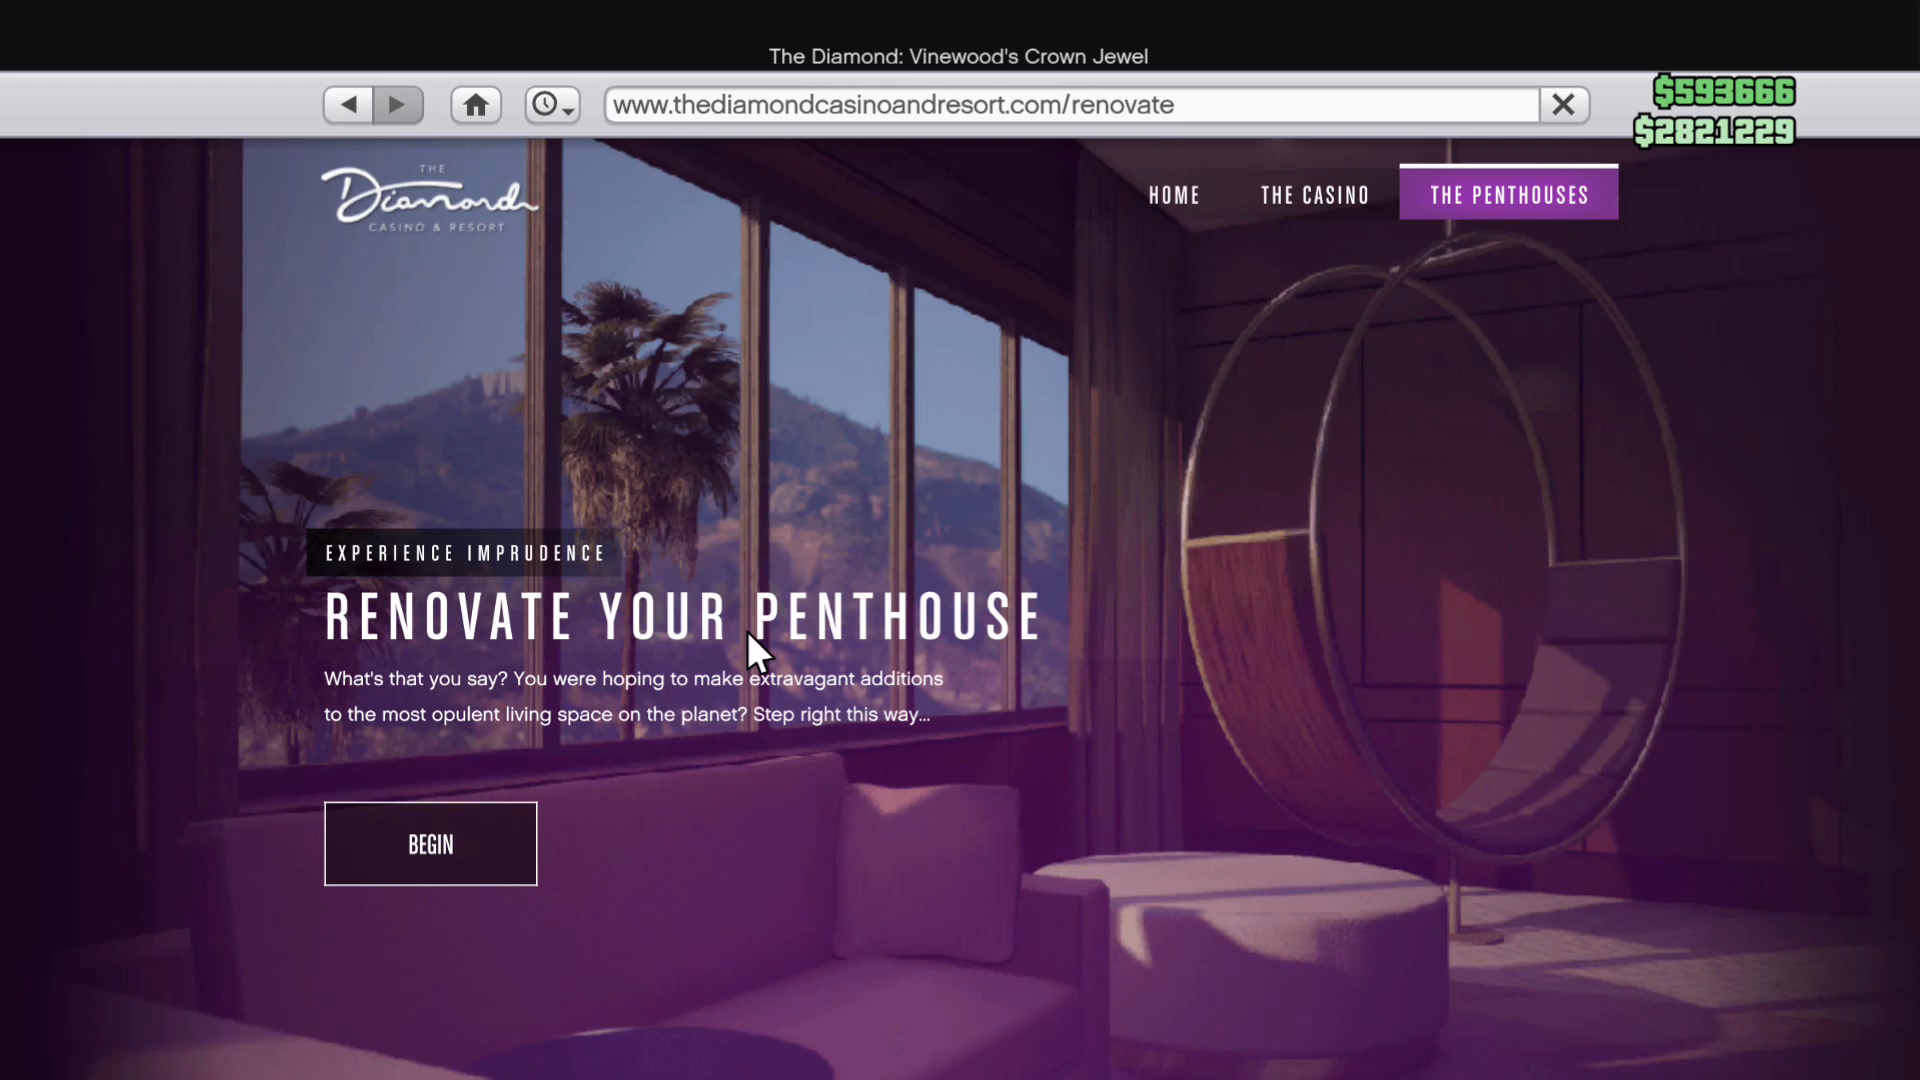 The Diamond: Vinewood's Crown Jewel
www.thediamondcasinoandresort.com/renovate
$593666
$2821229
THE
Diamond
CASINO & RESORT
HOME
THE CASINO
THE PENTHOUSES
EXPERIENCE IMPRUDENCE
RENOVATE YOUR PENTHOUSE
What's that you say? You were hoping to make extravagant additions
to the most opulent living space on the planet? Step right this way...
BEGIN